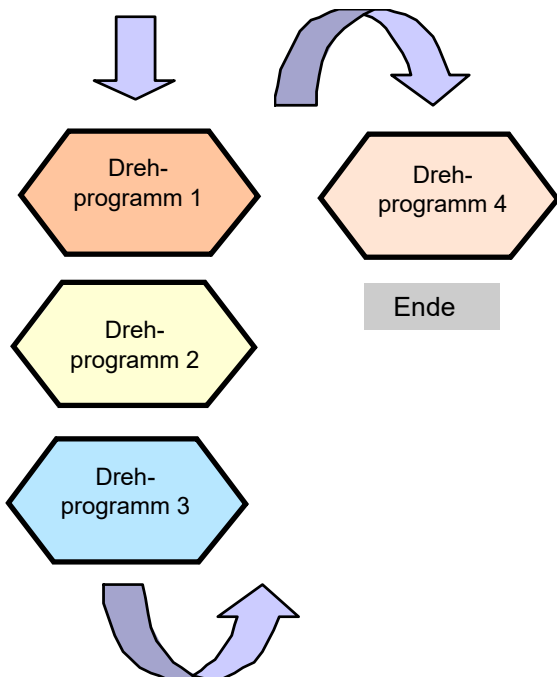 Dreh-
programm 1
Dreh-
programm 2
Dreh-
programm 3
Dreh-
programm 4
Ende